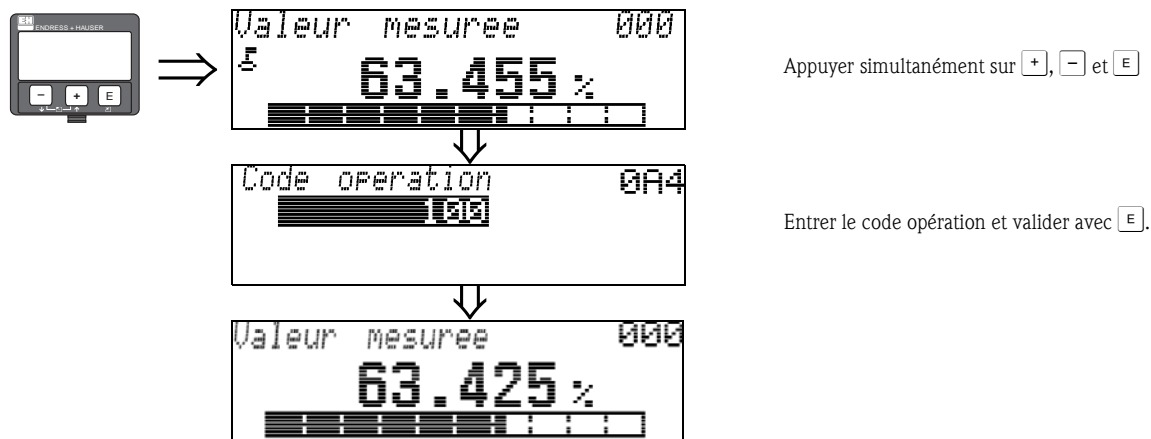 EH ENDRESS + HAUSER
- + E
Valeur mesuree 000
63.455 %
Appuyer simultanément sur +, - et E
Code operation 0A4
100
Entrer le code opération et valider avec E.
Valeur mesuree 000
63.425 %